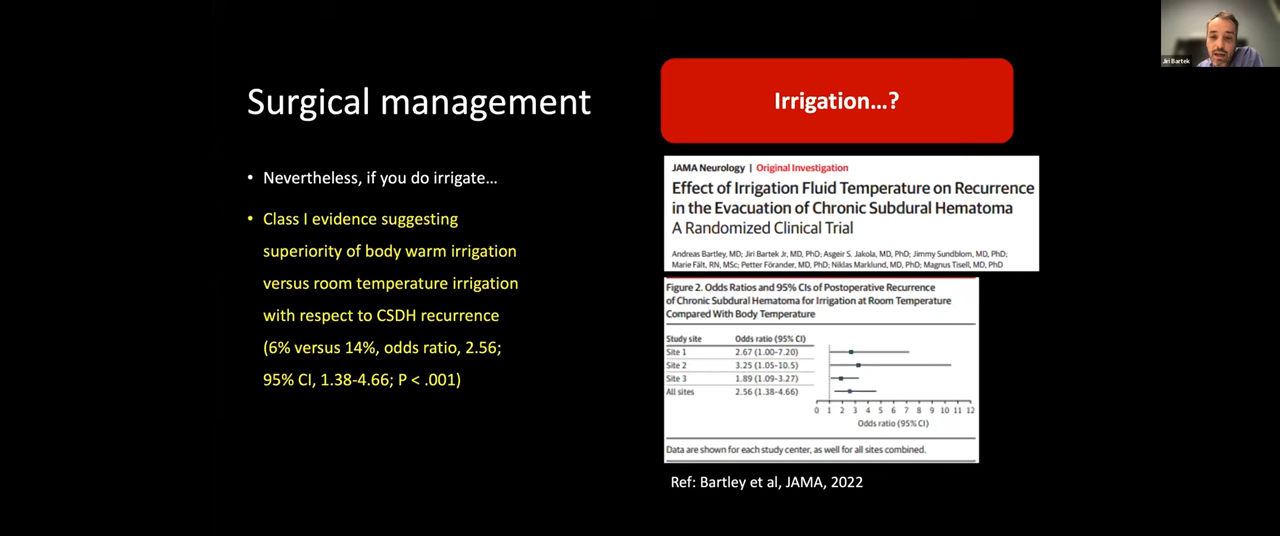 Jiri Bartek
Surgical management
• Nevertheless, if you do irrigate…
• Class I evidence suggesting
superiority of body warm irrigation
versus room temperature irrigation
with respect to CSDH recurrence
(6% versus 14%, odds ratio, 2.56;
95% CI, 1.38-4.66; P < .001)
Irrigation…?
JAMA Neurology | Original Investigation
Effect of Irrigation Fluid Temperature on Recurrence
in the Evacuation of Chronic Subdural Hematoma
A Randomized Clinical Trial
Andreas Bartley, MD; Jiri Bartek Jr, MD, PhD; Asgeir S. Jakola, MD, PhD; Jimmy Sundblom, MD, PhD;
Marie Fält, RN, MSc; Petter Förander, MD, PhD; Niklas Marklund, MD, PhD; Magnus Tisell, MD, PhD
Figure 2. Odds Ratios and 95% CIs of Postoperative Recurrence
of Chronic Subdural Hematoma for Irrigation at Room Temperature
Compared With Body Temperature
Study site Odds ratio (95% CI)
Site 1 2.67 (1.00-7.20)
Site 2 3.25 (1.05-10.5)
Site 3 1.89 (1.09-3.27)
All sites 2.56 (1.38-4.66)
0 1 2 3 4 5 6 7 8 9 10 11 12
Odds ratio (95% CI)
Data are shown for each study center, as well for all sites combined.
Ref: Bartley et al, JAMA, 2022